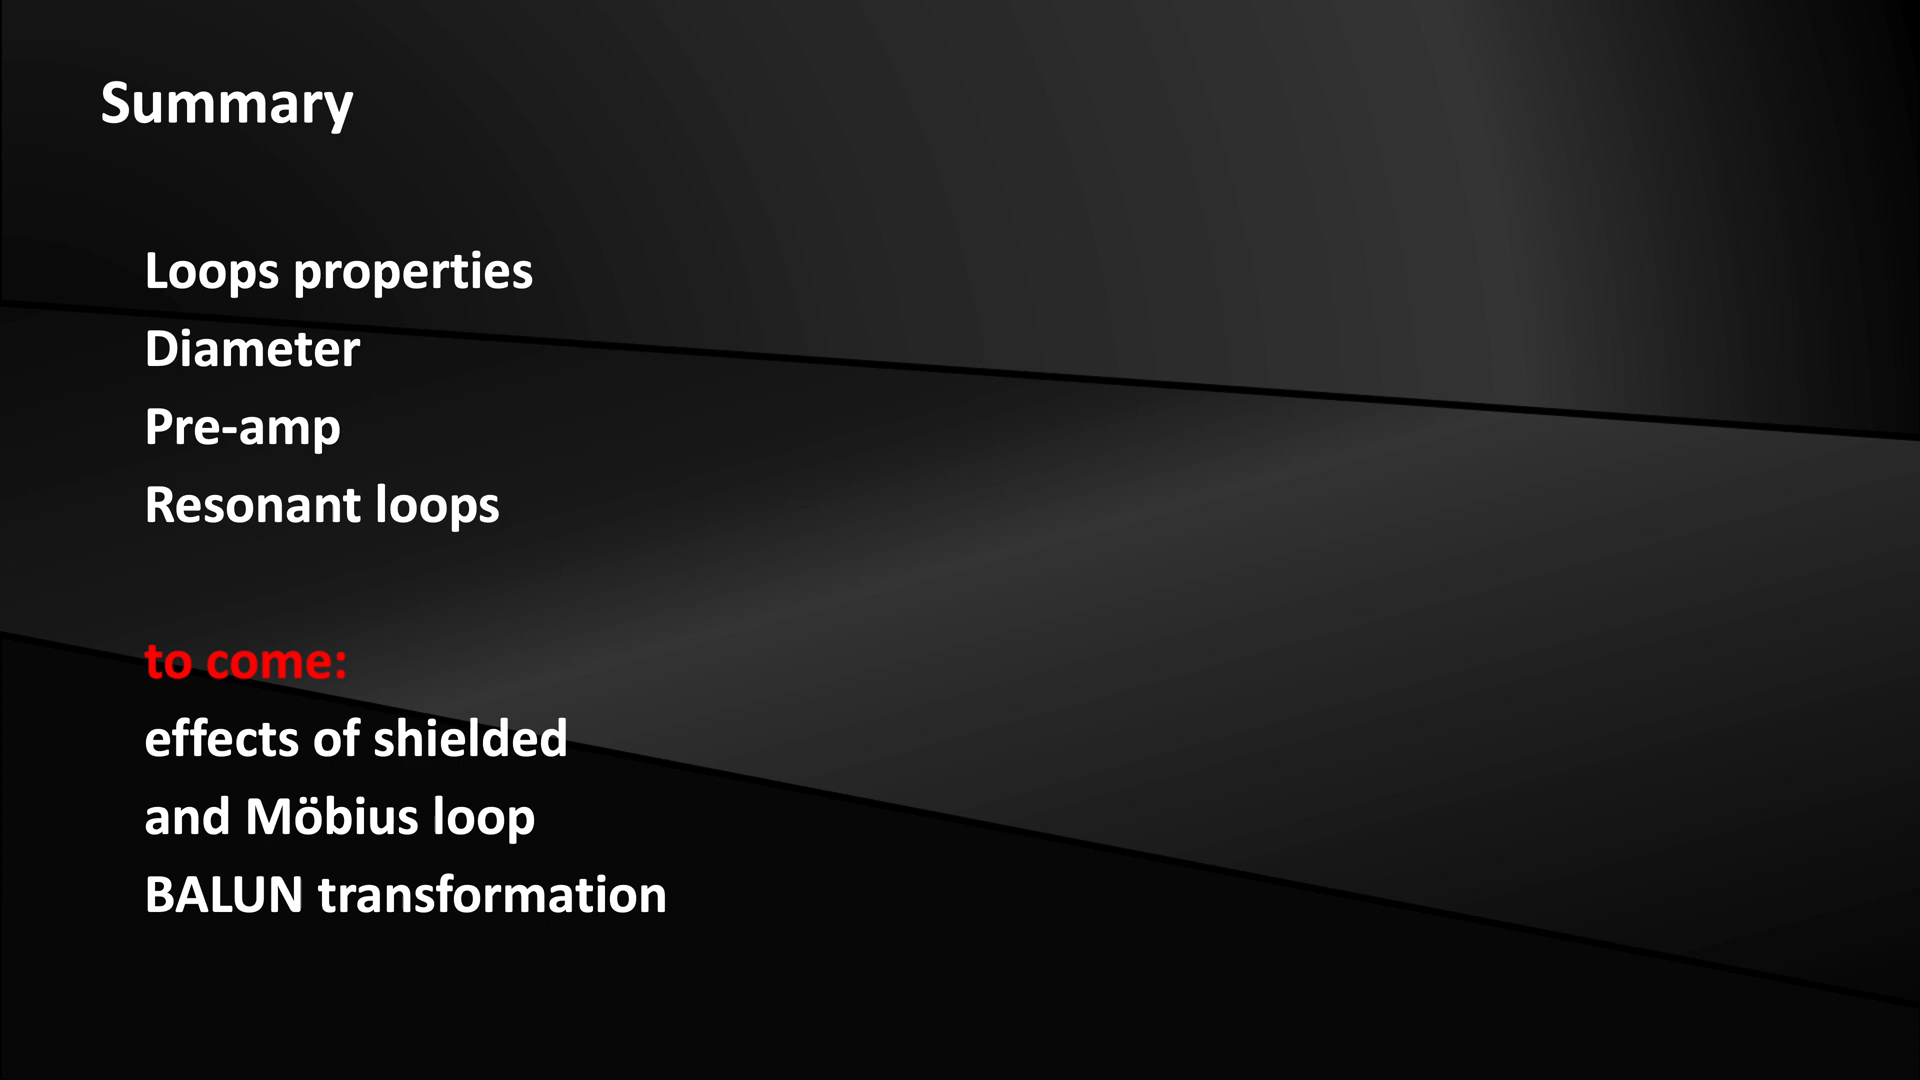 Summary
Loops properties
Diameter
Pre-amp
Resonant loops
to come:
effects of shielded
and Möbius loop
BALUN transformation